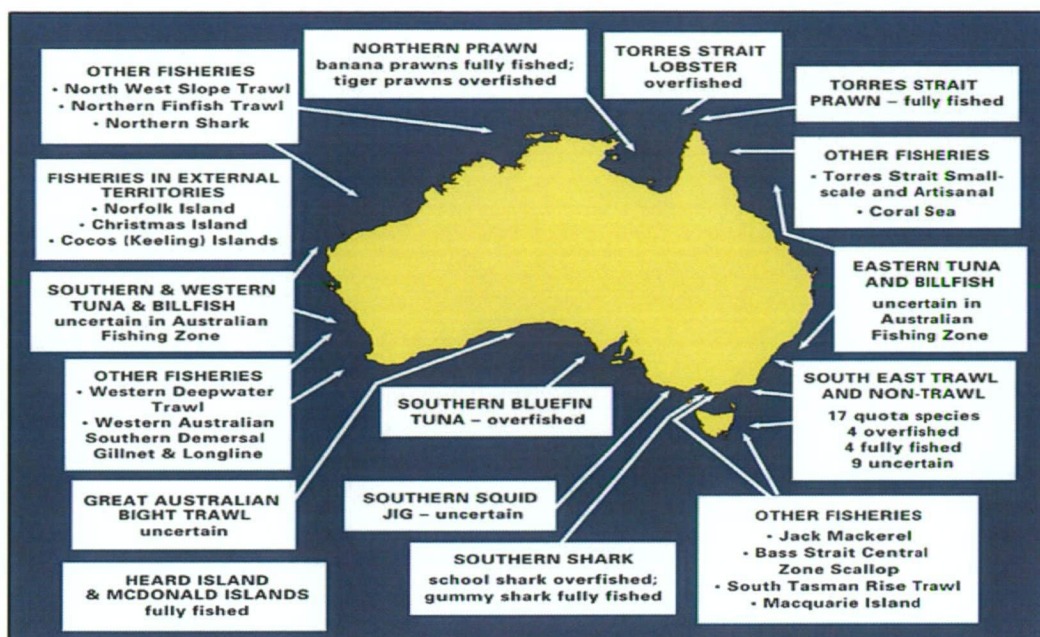 NORTHERN PRAWN
banana prawns fully fished;
tiger prawns overfished
TORRES STRAIT
LOBSTER
overfished
OTHER FISHERIES
• North West Slope Trawl
• Northern Finfish Trawl
• Northern Shark
TORRES STRAIT
PRAWN – fully fished
OTHER FISHERIES
• Torres Strait Small-
scale and Artisanal
• Coral Sea
FISHERIES IN EXTERNAL
TERRITORIES
• Norfolk Island
• Christmas Island
• Cocos (Keeling) Islands
EASTERN TUNA
AND BILLFISH
uncertain in
Australian
Fishing Zone
SOUTHERN & WESTERN
TUNA & BILLFISH
uncertain in Australian
Fishing Zone
OTHER FISHERIES
• Western Deepwater
Trawl
• Western Australian
Southern Demersal
Gillnet & Longline
SOUTHERN BLUEFIN
TUNA – overfished
SOUTH EAST TRAWL
AND NON-TRAWL
17 quota species
4 overfished
4 fully fished
9 uncertain
GREAT AUSTRALIAN
BIGHT TRAWL
uncertain
SOUTHERN SQUID
JIG – uncertain
OTHER FISHERIES
• Jack Mackerel
• Bass Strait Central
Zone Scallop
• South Tasman Rise Trawl
• Macquarie Island
SOUTHERN SHARK
school shark overfished;
gummy shark fully fished
HEARD ISLAND
& MCDONALD ISLANDS
fully fished